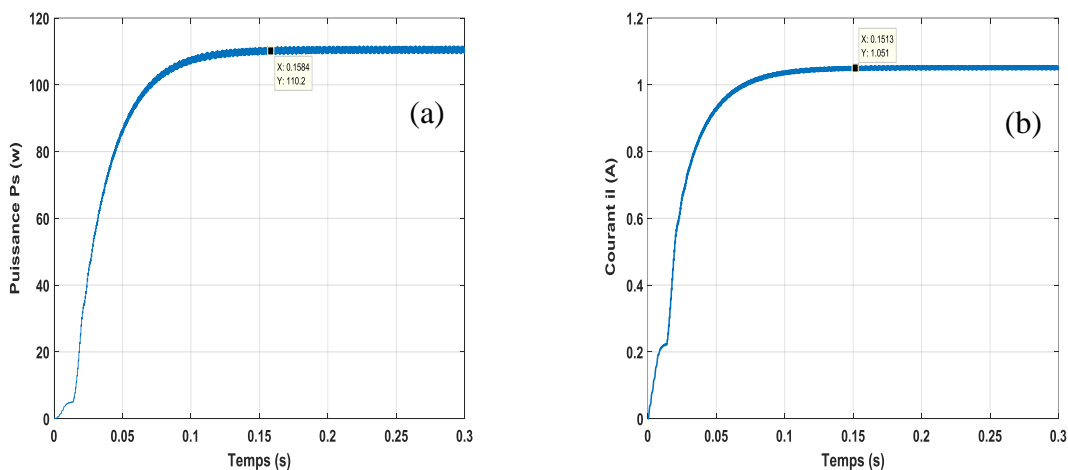 120
100
80
60
40
20
0
Puissance Ps (w)
X: 0.1584
Y: 110.2
(a)
0 0.05 0.1 0.15 0.2 0.25 0.3
Temps (s)
1.2
1
0.8
0.6
0.4
0.2
0
Courant il (A)
X: 0.1513
Y: 1.051
(b)
0 0.05 0.1 0.15 0.2 0.25 0.3
Temps (s)